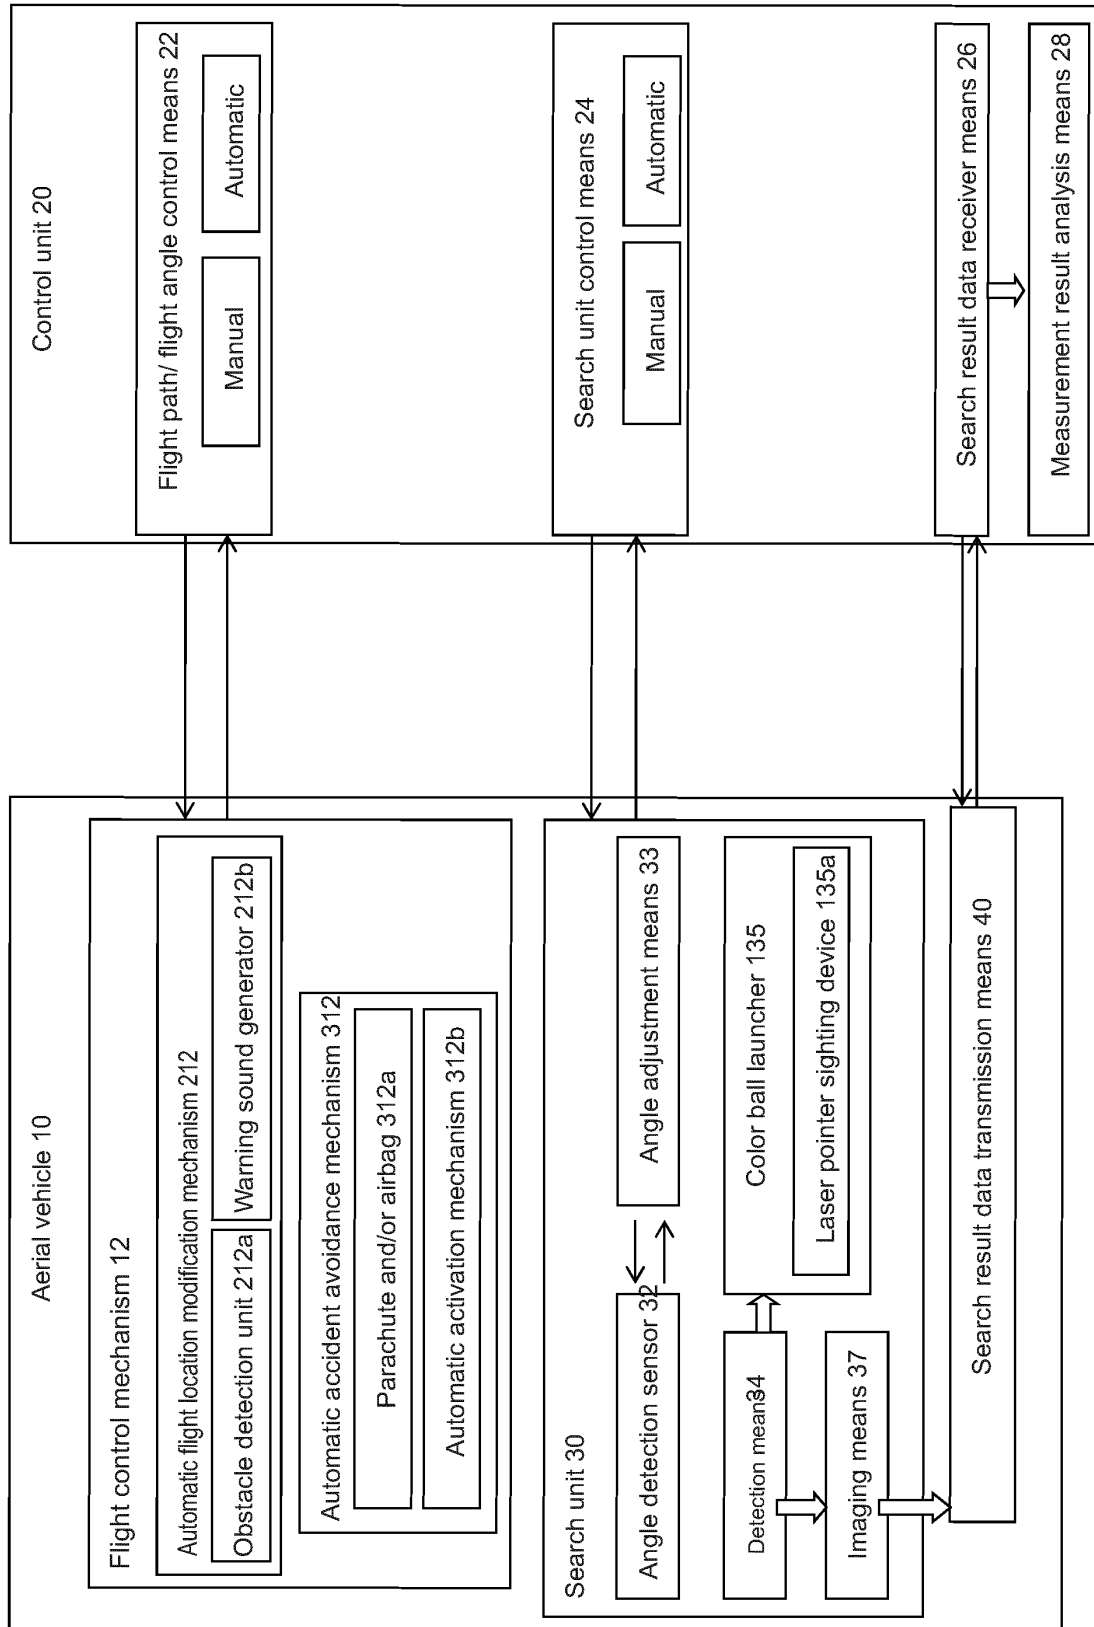 Aerial vehicle 10
Flight control mechanism 12
Automatic flight location modification mechanism 212
Obstacle detection unit 212a
Warning sound generator 212b
Automatic accident avoidance mechanism 312
Parachute and/or airbag 312a
Automatic activation mechanism 312b
Search unit 30
Angle detection sensor 32
Angle adjustment means 33
Detection means 34
Color ball launcher 135
Laser pointer sighting device 135a
Imaging means 37
Search result data transmission means 40
Control unit 20
Flight path/ flight angle control means 22
Manual
Automatic
Search unit control means 24
Manual
Automatic
Search result data receiver means 26
Measurement result analysis means 28